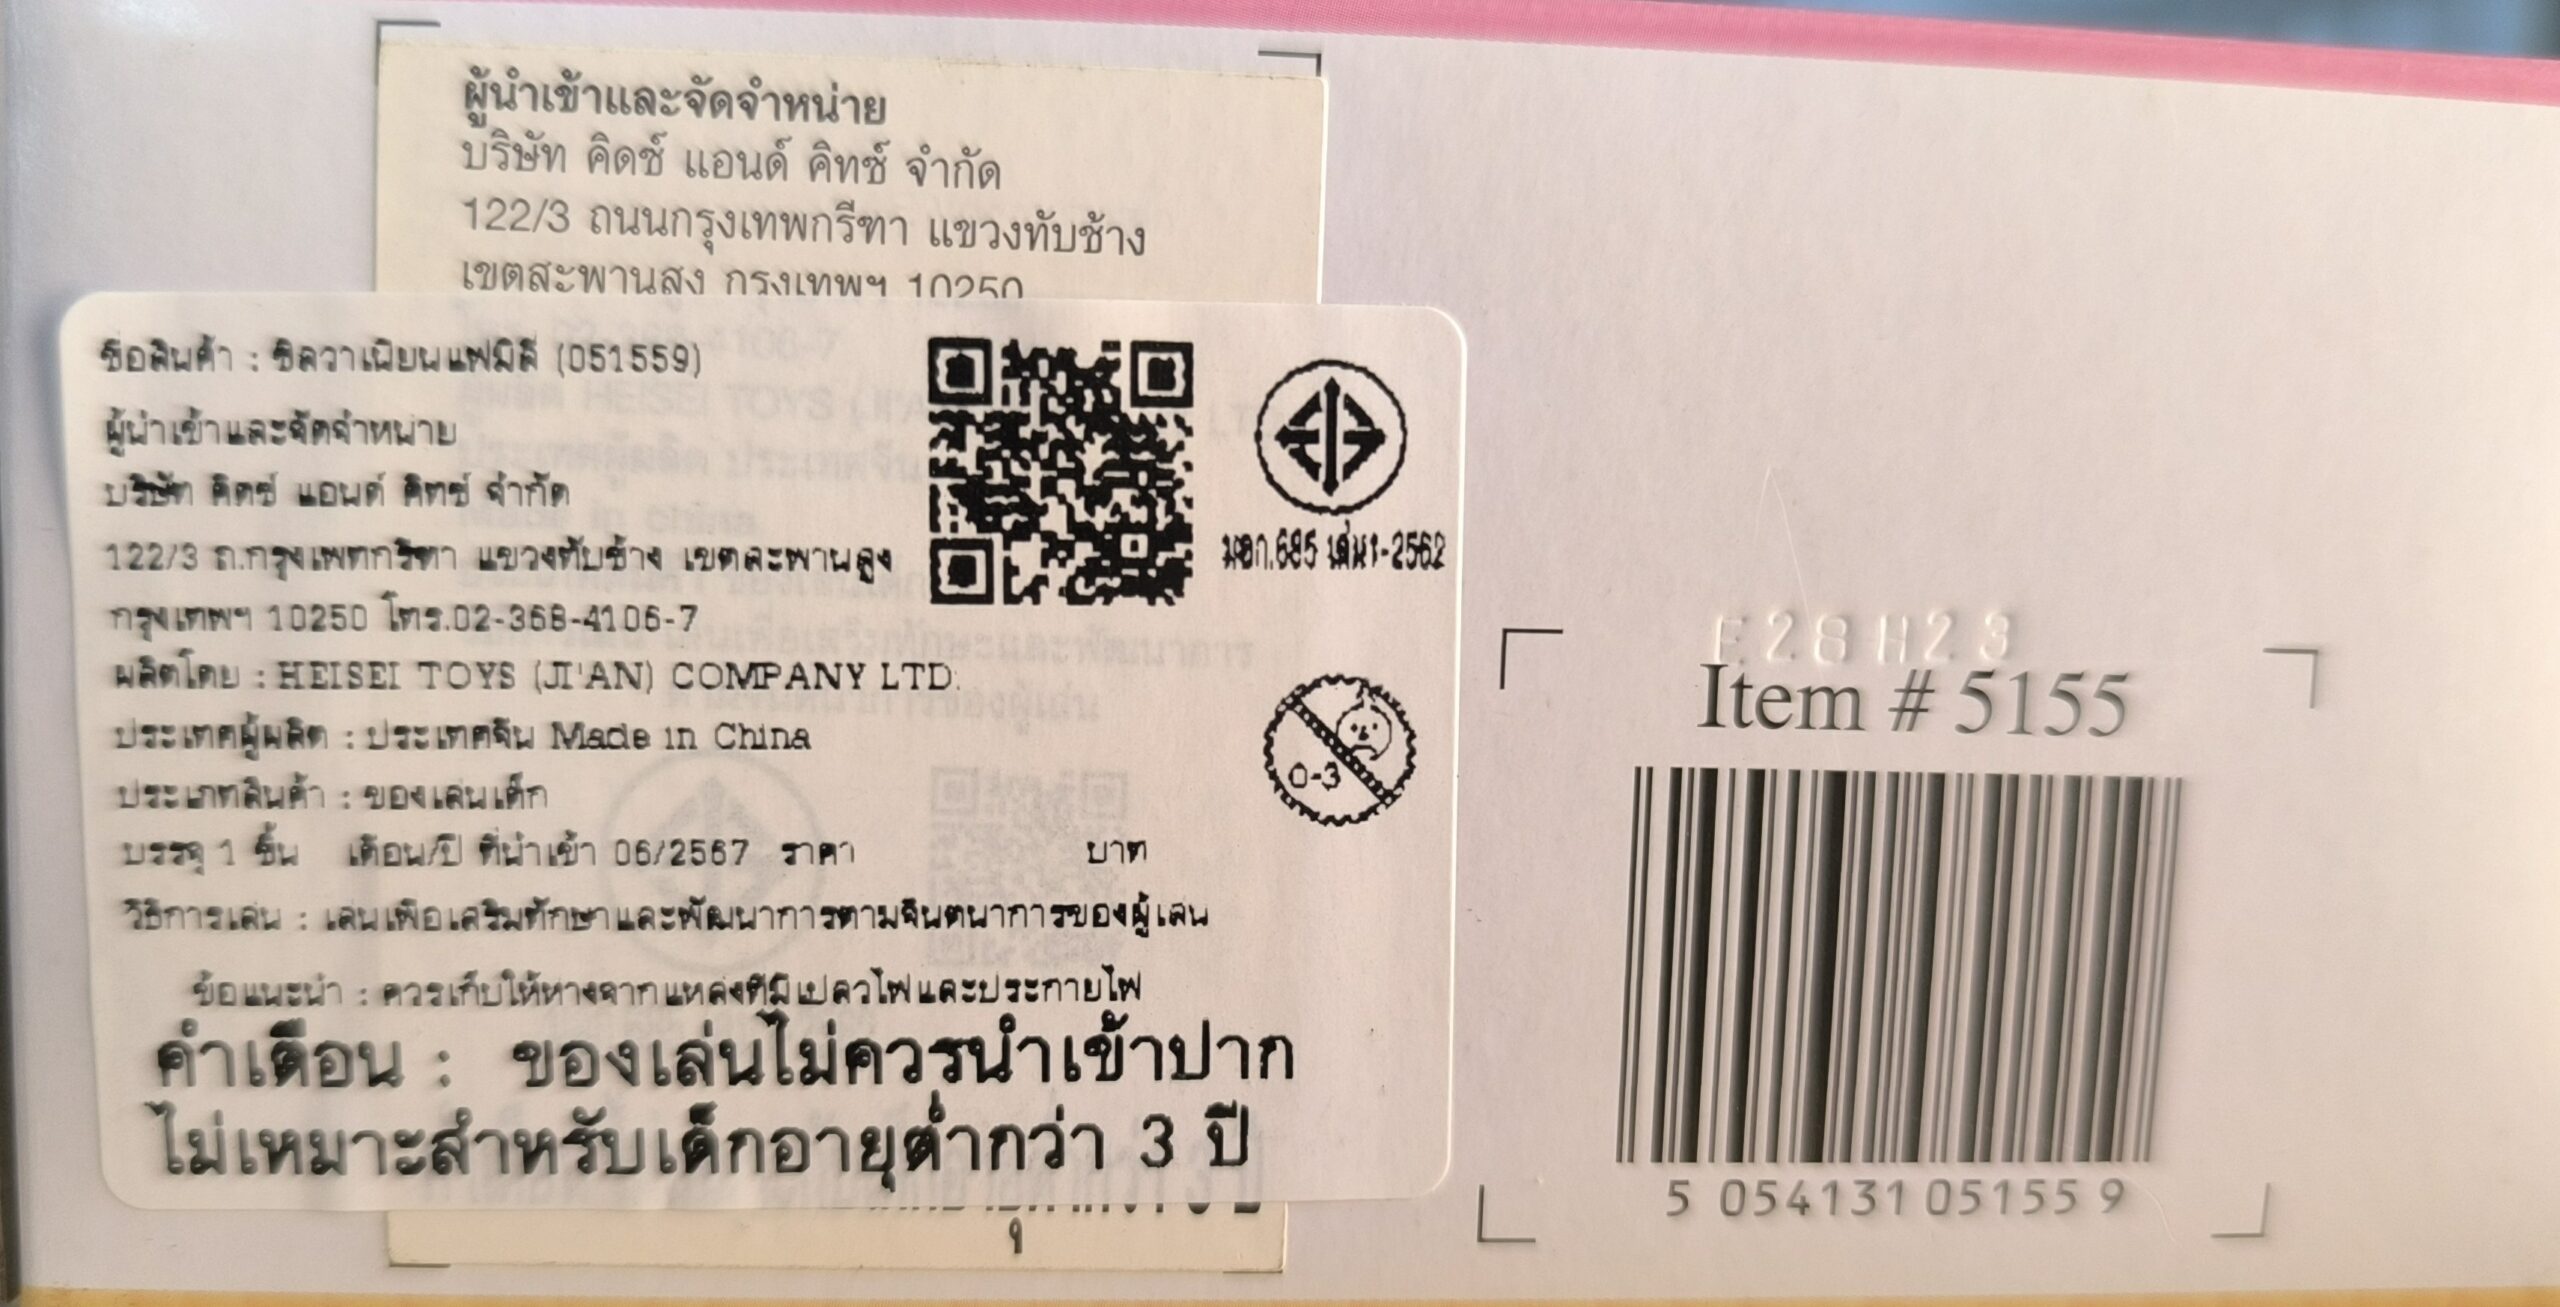 ผู้นำเข้าและจัดจำหน่าย
บริษัท คิดซ์ แอนด์ คิทซ์ จำกัด
122/3 ถนนกรุงเทพกรีฑา แขวงทับช้าง
เขตสะพานสูง กรุงเทพฯ 10250
ชื่อสินค้า : ซิลวาเนียนแฟมิลี่ (051559)
ผู้นำเข้าและจัดจำหน่าย
บริษัท คิดซ์ แอนด์ คิทซ์ จำกัด
122/3 ถ.กรุงเทพกรีฑา แขวงทับช้าง เขตสะพานสูง
กรุงเทพฯ 10250 โทร.02-368-4106-7
ผลิตโดย : HEISEI TOYS (JI'AN) COMPANY LTD.
ประเทศผู้ผลิต : ประเทศจีน Made in China
ประเภทสินค้า : ของเล่นเด็ก
บรรจุ 1 ชิ้น เดือน/ปี ที่นำเข้า 06/2567 ราคา บาท
วิธีการเล่น : เล่นเพื่อเสริมทักษะและพัฒนาการตามจินตนาการของผู้เล่น
ข้อแนะนำ : ควรเก็บให้ห่างจากแหล่งที่มีเปลวไฟและประกายไฟ
คำเตือน : ของเล่นไม่ควรนำเข้าปาก
ไม่เหมาะสำหรับเด็กอายุต่ำกว่า 3 ปี
มอก.685 เล่ม1-2562
0-3
E28H23
Item # 5155
5 054131 051559